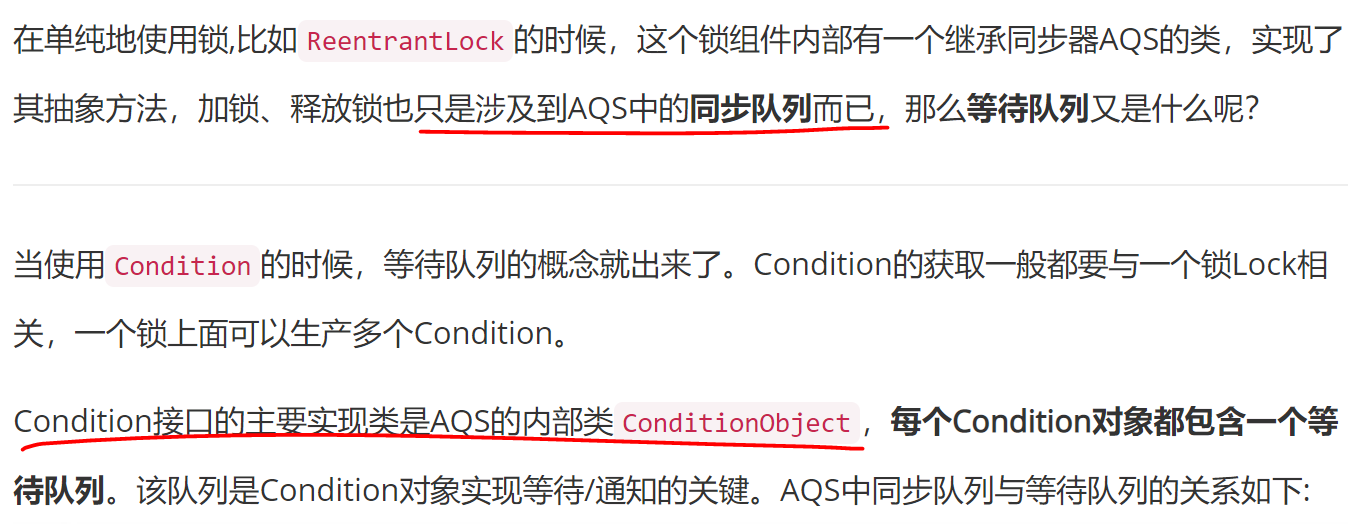 在单纯地使用锁,比如ReentrantLock的时候，这个锁组件内部有一个继承同步器AQS的类，实现了
其抽象方法，加锁、释放锁也只是涉及到AQS中的同步队列而已，那么等待队列又是什么呢？
当使用Condition的时候，等待队列的概念就出来了。Condition的获取一般都要与一个锁Lock相
关，一个锁上面可以生产多个Condition。
Condition接口的主要实现类是AQS的内部类ConditionObject，每个Condition对象都包含一个等
待队列。该队列是Condition对象实现等待/通知的关键。AQS中同步队列与等待队列的关系如下: